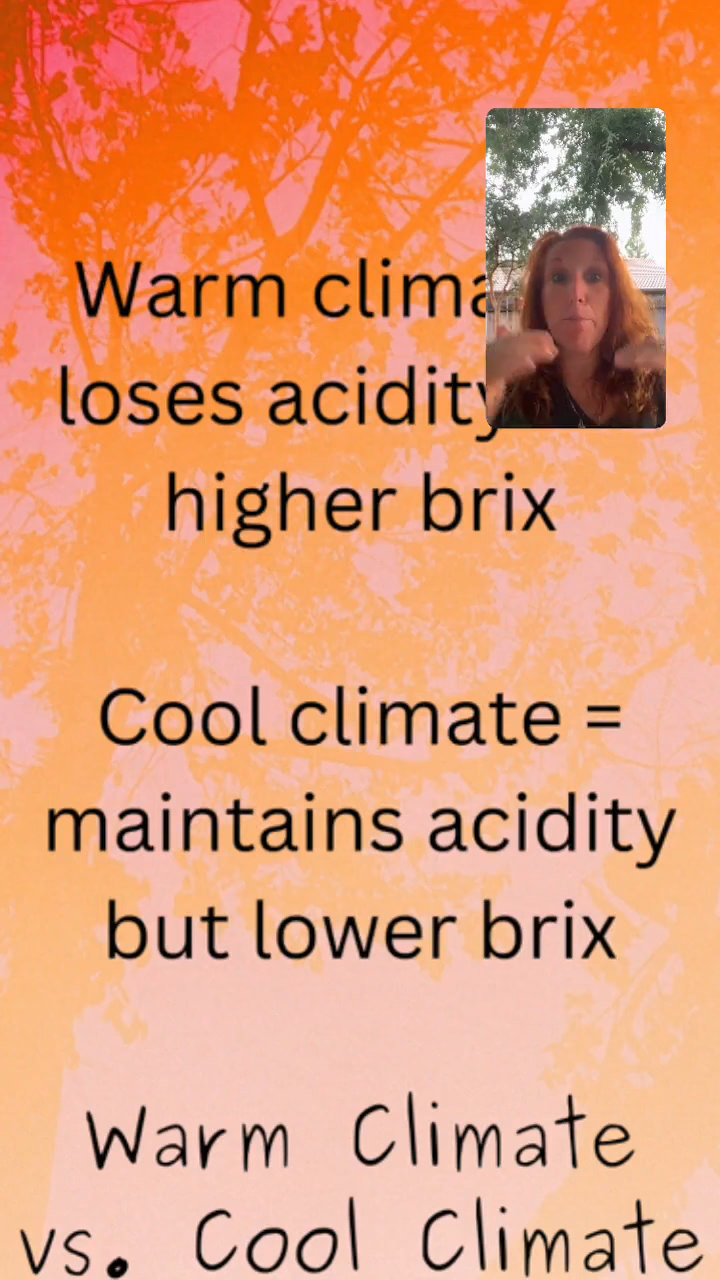 Warm clima
loses acidity
higher brix
Cool climate =
maintains acidity
but lower brix
Warm Climate
vs. Cool Climate